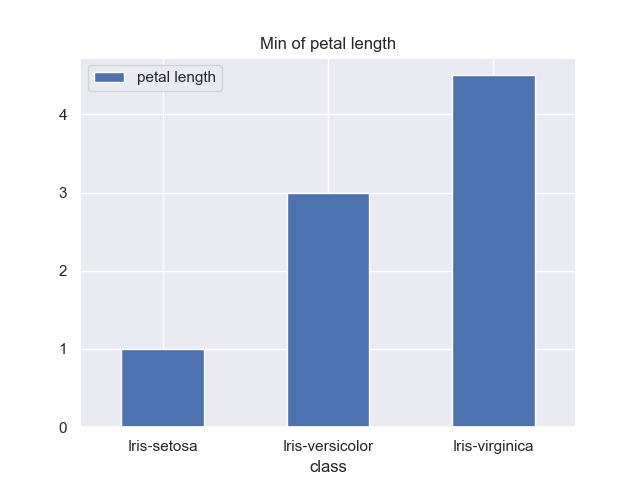 Min of petal length
petal length
4
3
2
1
0
Iris-setosa
Iris-versicolor
Iris-virginica
class